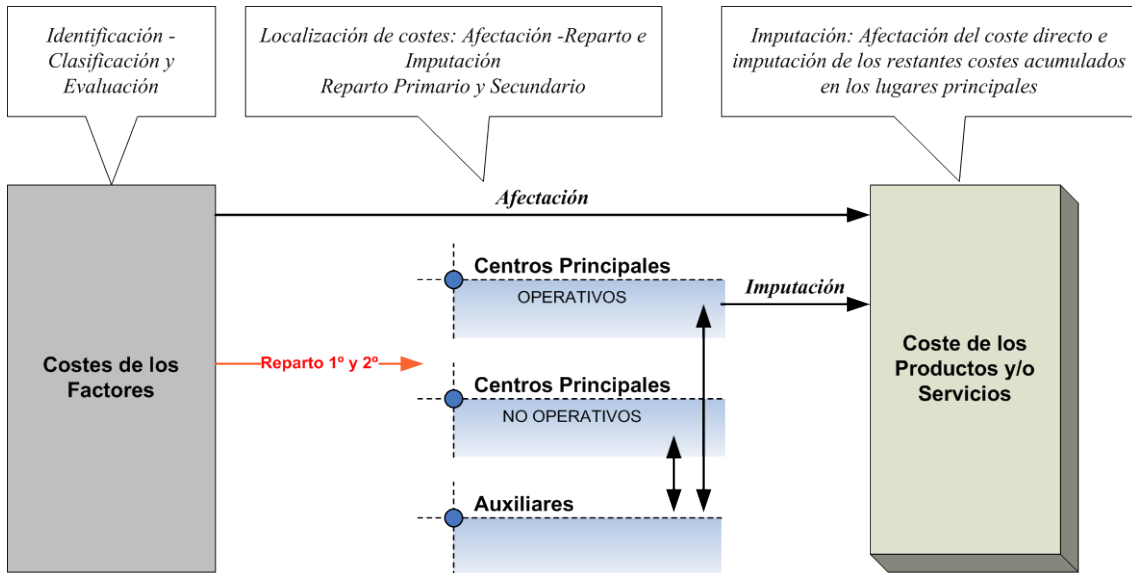 Identificación -
Clasificación y
Evaluación
Localización de costes: Afectación -Reparto e
Imputación
Reparto Primario y Secundario
Imputación: Afectación del coste directo e
imputación de los restantes costes acumulados
en los lugares principales
Afectación
Centros Principales
OPERATIVOS
Imputación
Costes de los
Factores
Reparto 1º y 2º
Centros Principales
NO OPERATIVOS
Coste de los
Productos y/o
Servicios
Auxiliares